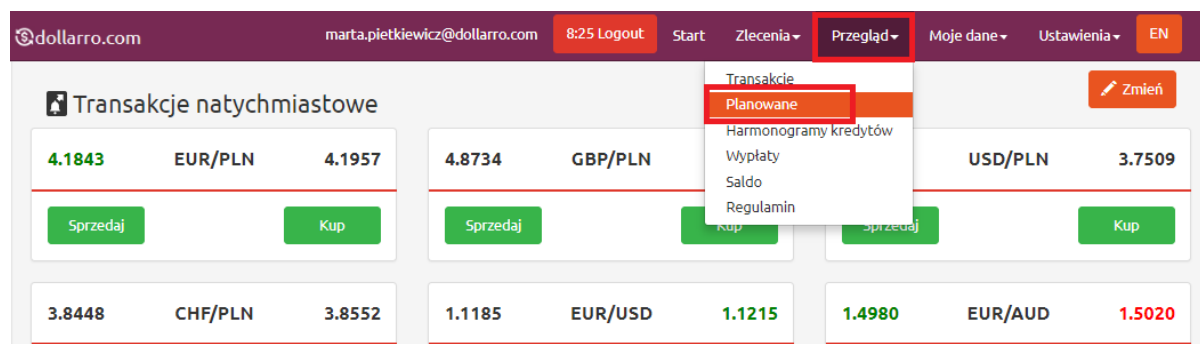 dollarro.com marta.pietkiewicz@dollarro.com 8:25 Logout Start Zlecenia Przegląd Moje dane Ustawienia EN
Transakcje natychmiastowe
Zmień
Transakcje
Planowane
Harmonogramy kredytów
Wypłaty
Saldo
Regulamin
4.1843 EUR/PLN 4.1957
Sprzedaj Kup
4.8734 GBP/PLN
Sprzedaj Kup
USD/PLN 3.7509
Sprzedaj Kup
3.8448 CHF/PLN 3.8552
1.1185 EUR/USD 1.1215
1.4980 EUR/AUD 1.5020